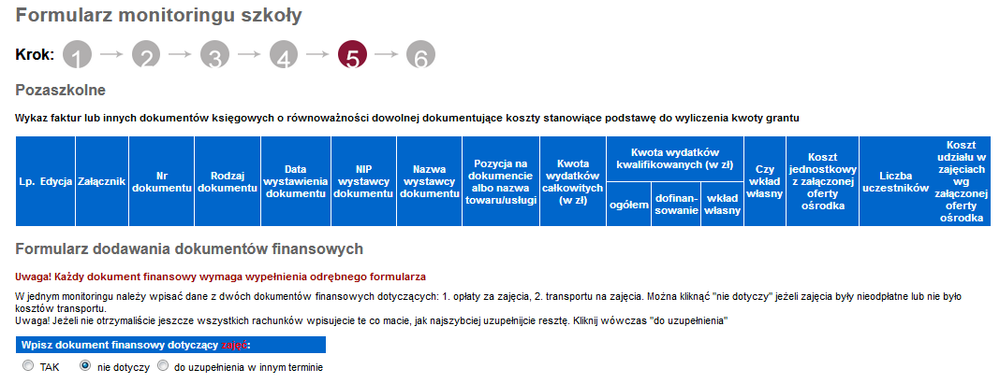 Formularz monitoringu szkoły
Krok: 1 2 3 4 5 6
Pozaszkolne
Wykaz faktur lub innych dokumentów księgowych o równoważności dowolnej dokumentujące koszty stanowiące podstawę do wyliczenia kwoty grantu
Lp. Edycja Załącznik Nr dokumentu Rodzaj dokumentu Data wystawienia dokumentu NIP wystawcy dokumentu Nazwa wystawcy dokumentu Pozycja na dokumencie albo nazwa towaru/usługi Kwota wydatków całkowitych (w zł) Kwota wydatków kwalifikowanych (w zł) Czy wkład własny Koszt jednostkowy z załączonej oferty ośrodka Liczba uczestników Koszt udziału w zajęciach wg załączonej oferty ośrodka
ogółem dofinan-sowanie wkład własny
Formularz dodawania dokumentów finansowych
Uwaga! Każdy dokument finansowy wymaga wypełnienia odrębnego formularza
W jednym monitoringu należy wpisać dane z dwóch dokumentów finansowych dotyczących: 1. opłaty za zajęcia, 2. transportu na zajęcia. Można kliknąć "nie dotyczy" jeżeli zajęcia były nieodpłatne lub nie było
kosztów transportu.
Uwaga! Jeżeli nie otrzymaliście jeszcze wszystkich rachunków wpisujecie te co macie, jak najszybciej uzupełnijcie resztę. Kliknij wówczas "do uzupełnienia"
Wpisz dokument finansowy dotyczący zajęć:
TAK nie dotyczy do uzupełnienia w innym terminie